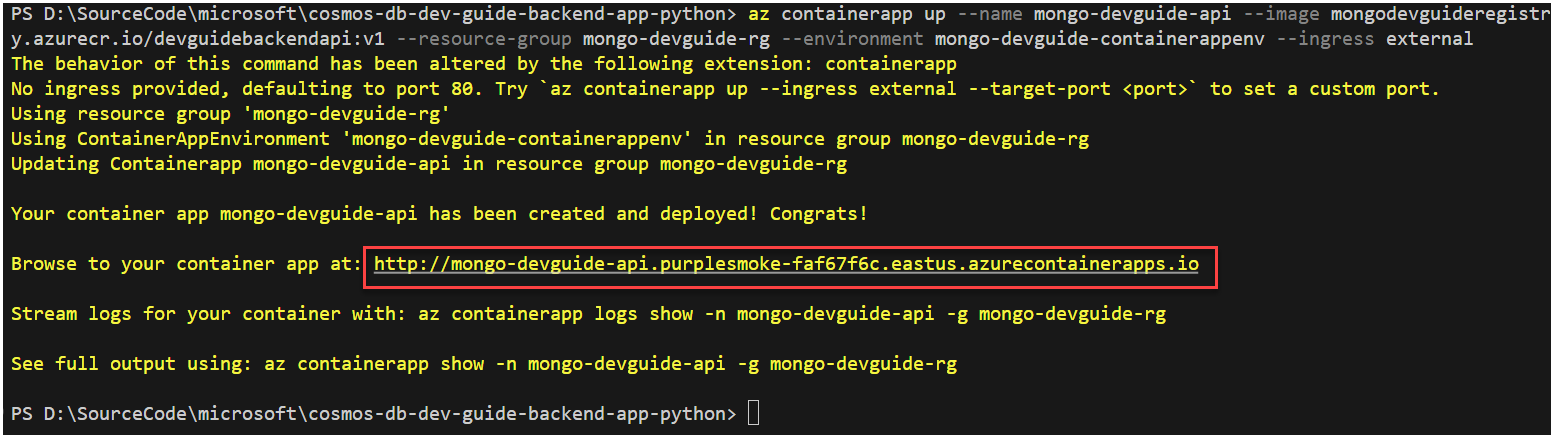 PS D:\SourceCode\microsoft\cosmos-db-dev-guide-backend-app-python> az containerapp up --name mongo-devguide-api --image mongodevguideregistr
y.azurecr.io/devguidebackendapi:v1 --resource-group mongo-devguide-rg --environment mongo-devguide-containerappenv --ingress external
The behavior of this command has been altered by the following extension: containerapp
No ingress provided, defaulting to port 80. Try `az containerapp up --ingress external --target-port <port>` to set a custom port.
Using resource group 'mongo-devguide-rg'
Using ContainerAppEnvironment 'mongo-devguide-containerappenv' in resource group mongo-devguide-rg
Updating Containerapp mongo-devguide-api in resource group mongo-devguide-rg
Your container app mongo-devguide-api has been created and deployed! Congrats!
Browse to your container app at: http://mongo-devguide-api.purplesmoke-faf67f6c.eastus.azurecontainerapps.io
Stream logs for your container with: az containerapp logs show -n mongo-devguide-api -g mongo-devguide-rg
See full output using: az containerapp show -n mongo-devguide-api -g mongo-devguide-rg
PS D:\SourceCode\microsoft\cosmos-db-dev-guide-backend-app-python>